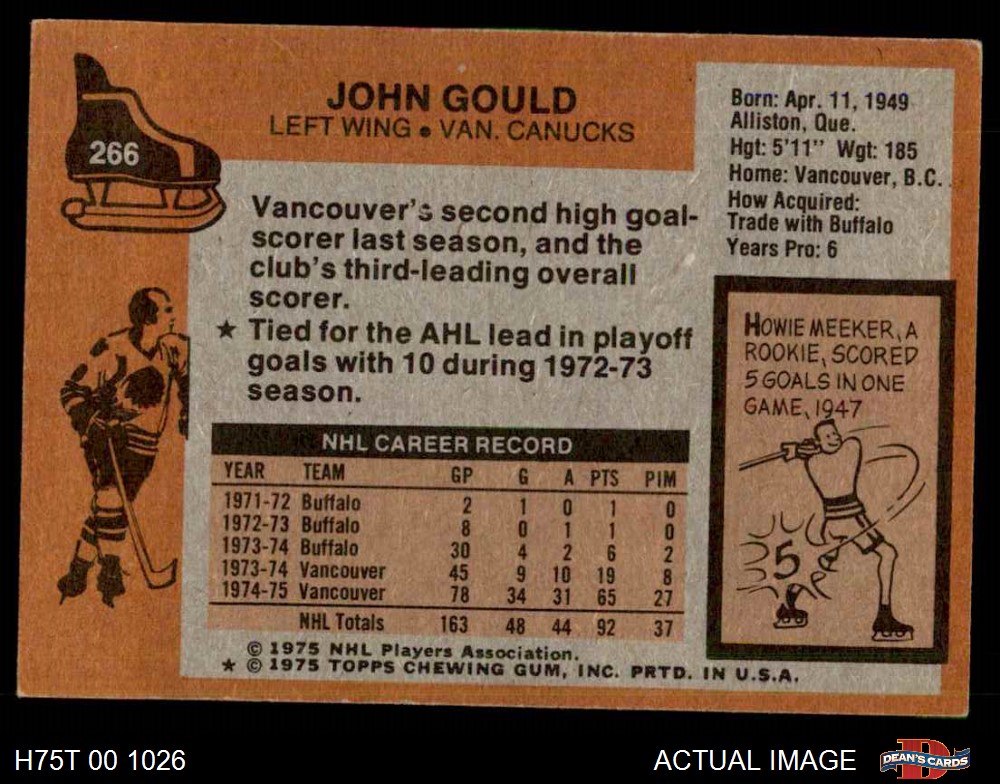 266
JOHN GOULD
LEFT WING • VAN. CANUCKS
Born: Apr. 11, 1949
Alliston, Que.
Hgt: 5'11" Wgt: 185
Home: Vancouver, B.C.
How Acquired:
Trade with Buffalo
Years Pro: 6
Vancouver's second high goal-
scorer last season, and the
club's third-leading overall
scorer.
★ Tied for the AHL lead in playoff
goals with 10 during 1972-73
season.
HOWIE MEEKER, A
ROOKIE, SCORED
5 GOALS IN ONE
GAME, 1947
5
NHL CAREER RECORD
YEAR TEAM GP G A PTS PIM
1971-72 Buffalo 2 1 0 1 0
1972-73 Buffalo 8 0 1 1 0
1973-74 Buffalo 30 4 2 6 2
1973-74 Vancouver 45 9 10 19 8
1974-75 Vancouver 78 34 31 65 27
NHL Totals 163 48 44 92 37
© 1975 NHL Players Association.
★ © 1975 TOPPS CHEWING GUM, INC. PRTD. IN U.S.A.
H75T 00 1026
ACTUAL IMAGE
D
DEAN'S CARDS